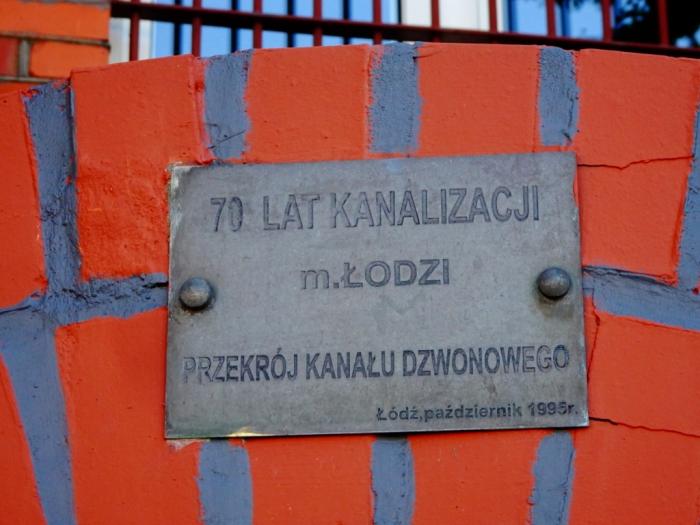 70 LAT KANALIZACJI
m.ŁODZI
PRZEKRÓJ KANAŁU DZWONOWEGO
Łódź,październik 1995r.